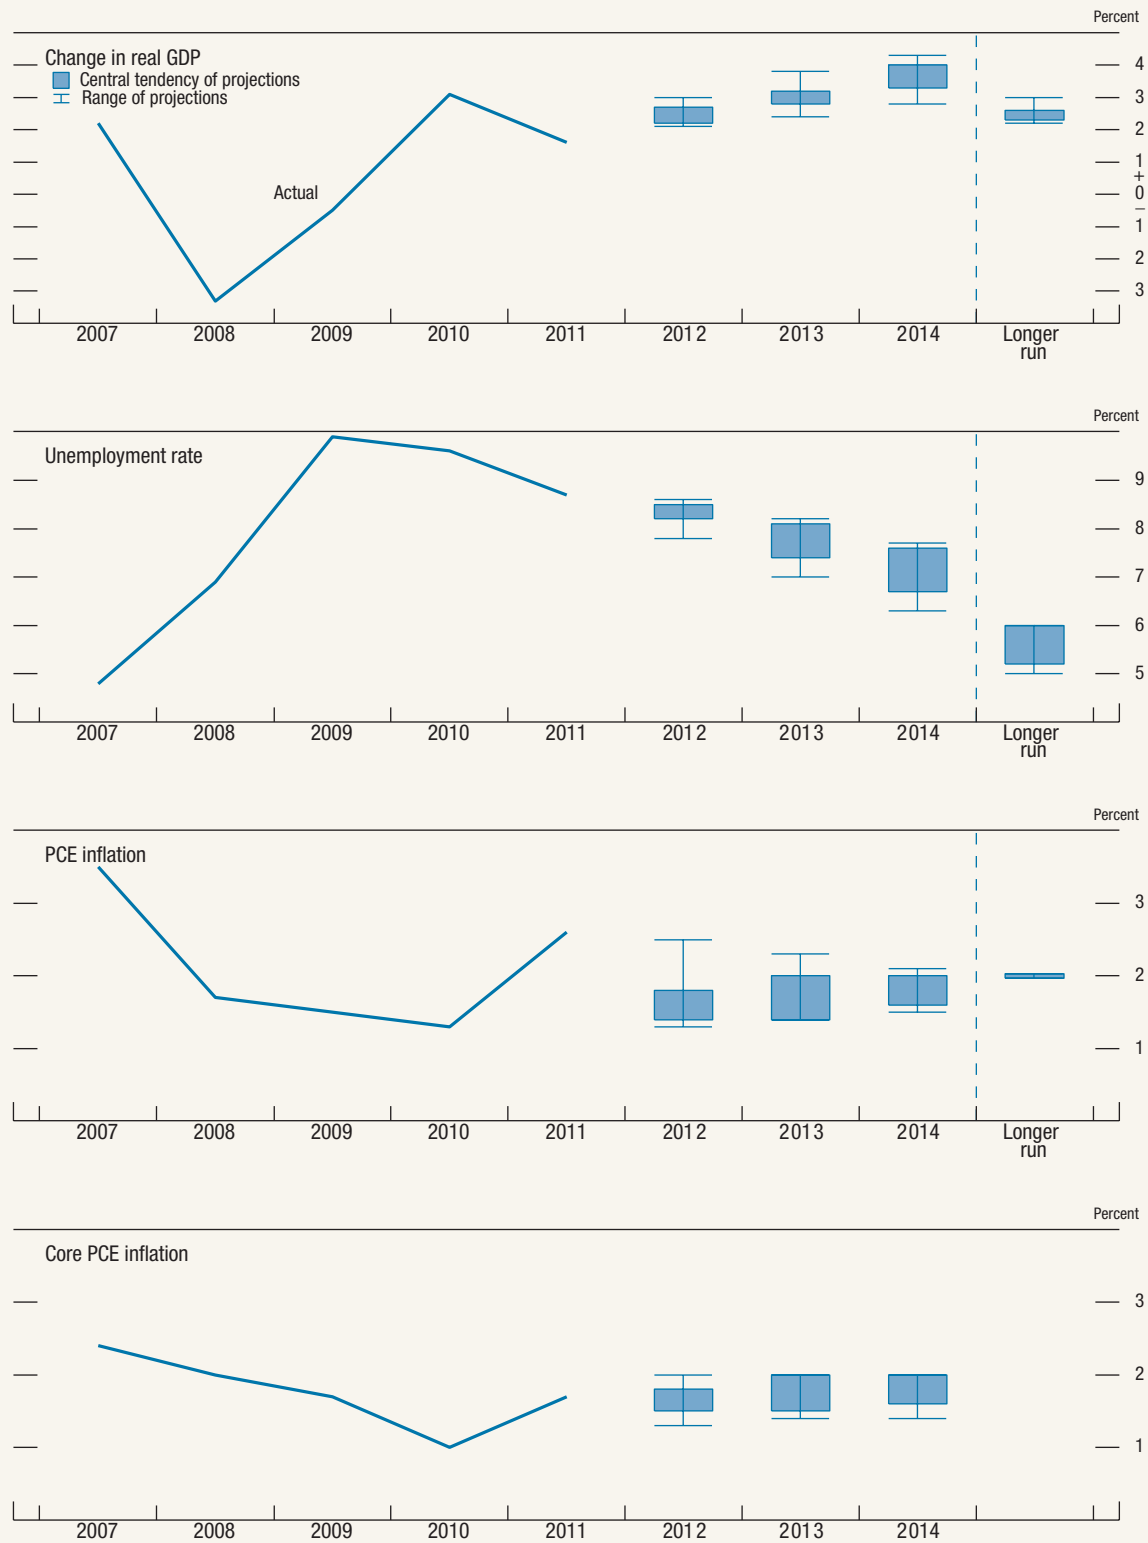 Percent
Change in real GDP
Central tendency of projections
Range of projections
Actual
4
3
2
1
+
0
−
1
2
3
2007 2008 2009 2010 2011 2012 2013 2014 Longer
run
Percent
Unemployment rate
9
8
7
6
5
2007 2008 2009 2010 2011 2012 2013 2014 Longer
run
Percent
PCE inflation
3
2
1
2007 2008 2009 2010 2011 2012 2013 2014 Longer
run
Percent
Core PCE inflation
3
2
1
2007 2008 2009 2010 2011 2012 2013 2014